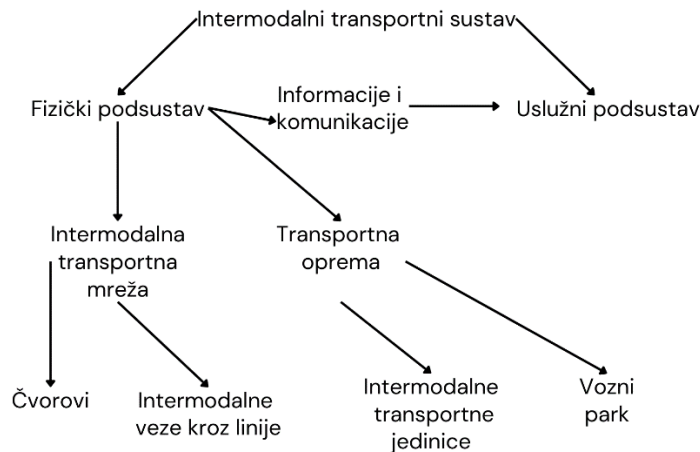 Intermodalni transportni sustav
Fizički podsustav
Informacije i
komunikacije
Uslužni podsustav
Intermodalna
transportna
mreža
Transportna
oprema
Čvorovi
Intermodalne
veze kroz linije
Intermodalne
transportne
jedinice
Vozni
park